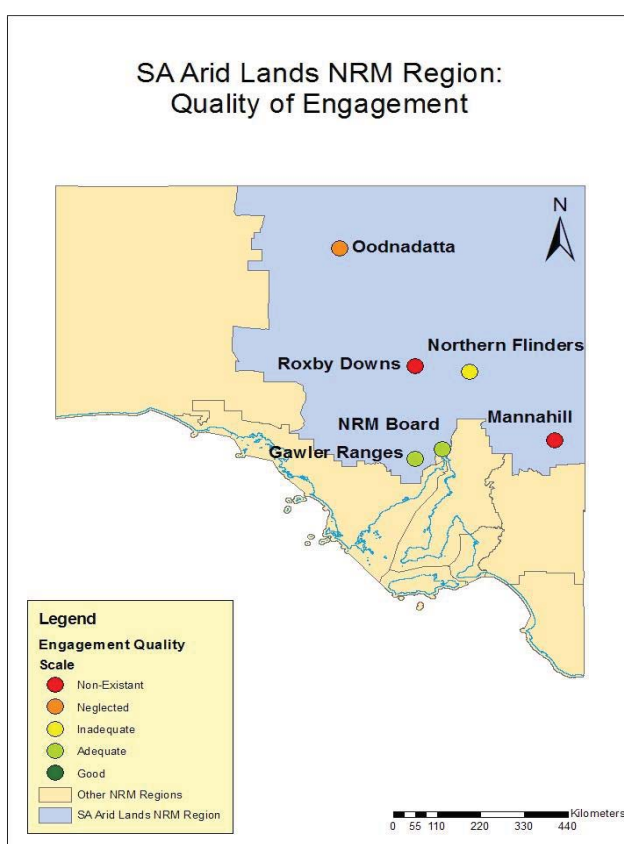 SA Arid Lands NRM Region:
Quality of Engagement
N
Oodnadatta
Northern Flinders
Roxby Downs
NRM Board
Mannahill
Gawler Ranges
Legend
Engagement Quality
Scale
Non-Existant
Neglected
Inadequate
Adequate
Good
Other NRM Regions
SA Arid Lands NRM Region
Kilometers
0 55 110 220 330 440